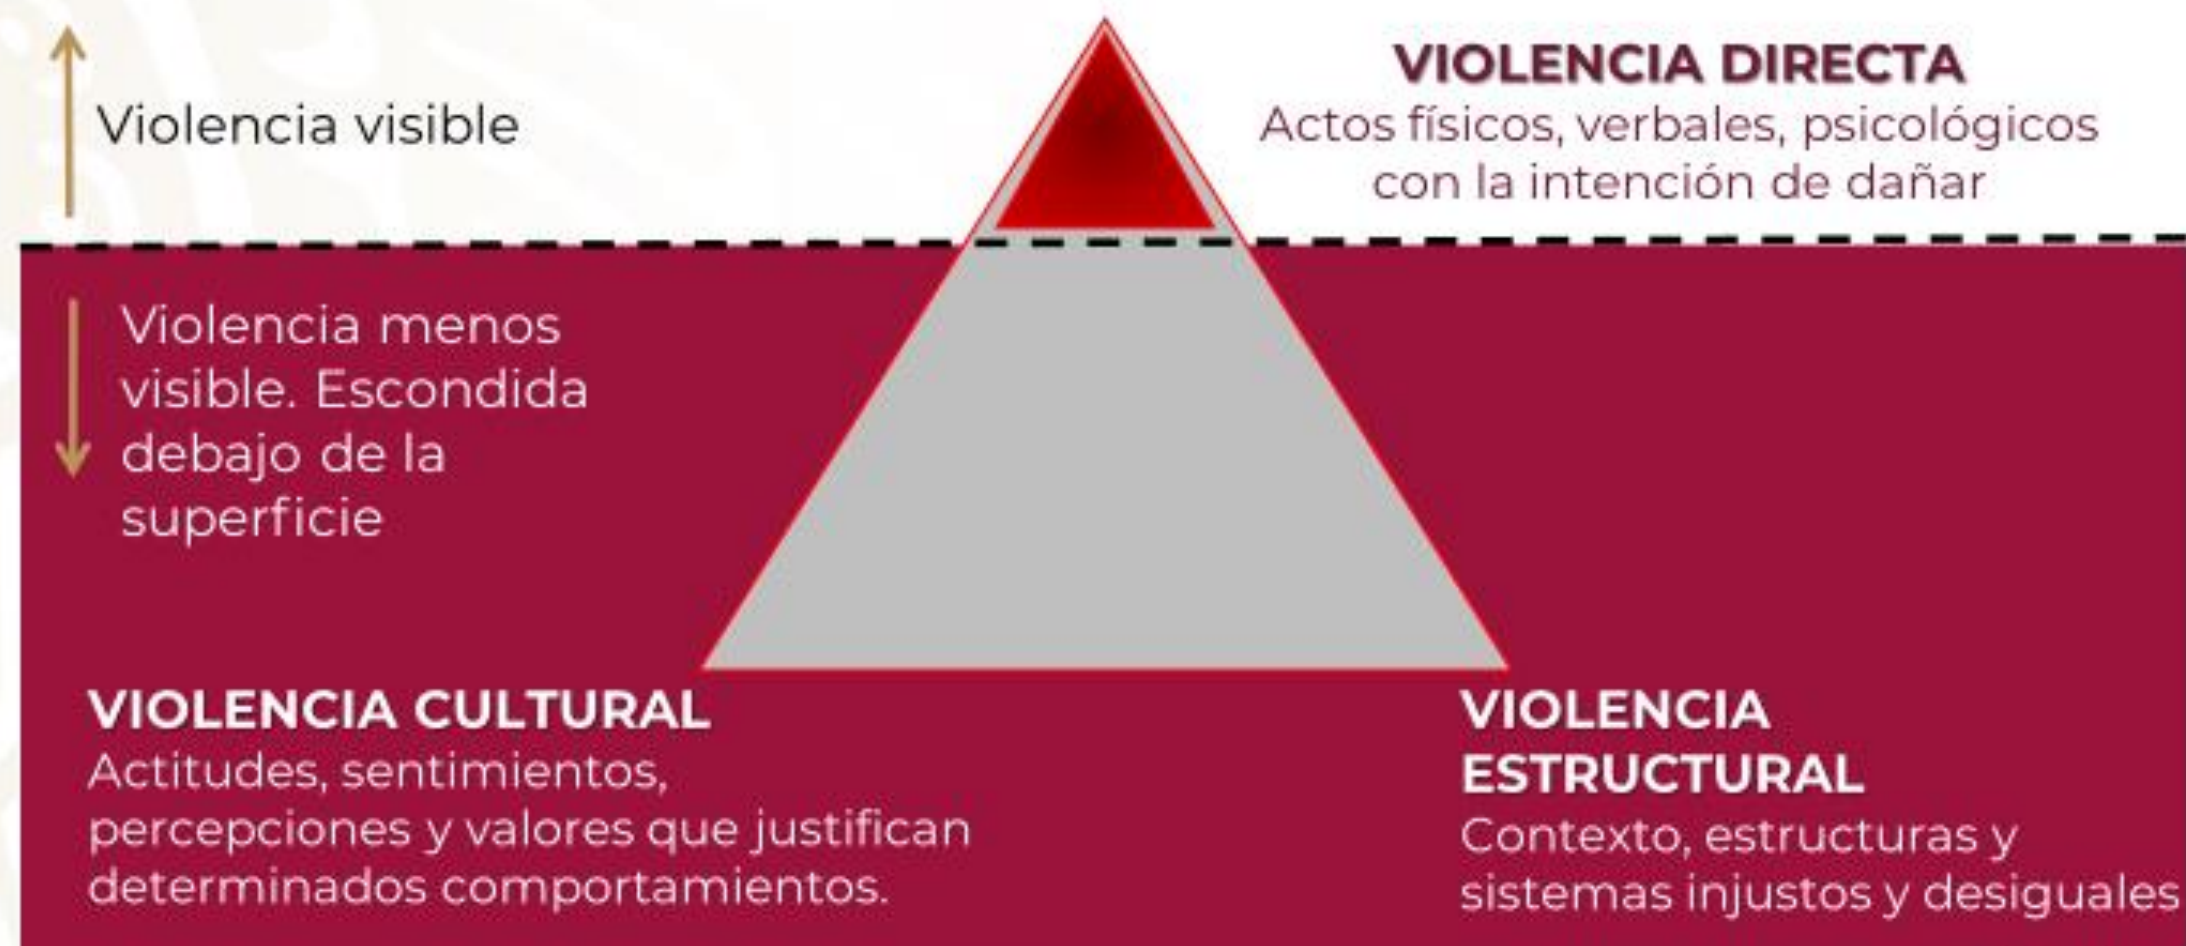 Violencia visible
VIOLENCIA DIRECTA
Actos físicos, verbales, psicológicos
con la intención de dañar
Violencia menos
visible. Escondida
debajo de la
superficie
VIOLENCIA CULTURAL
Actitudes, sentimientos,
percepciones y valores que justifican
determinados comportamientos.
VIOLENCIA
ESTRUCTURAL
Contexto, estructuras y
sistemas injustos y desiguales